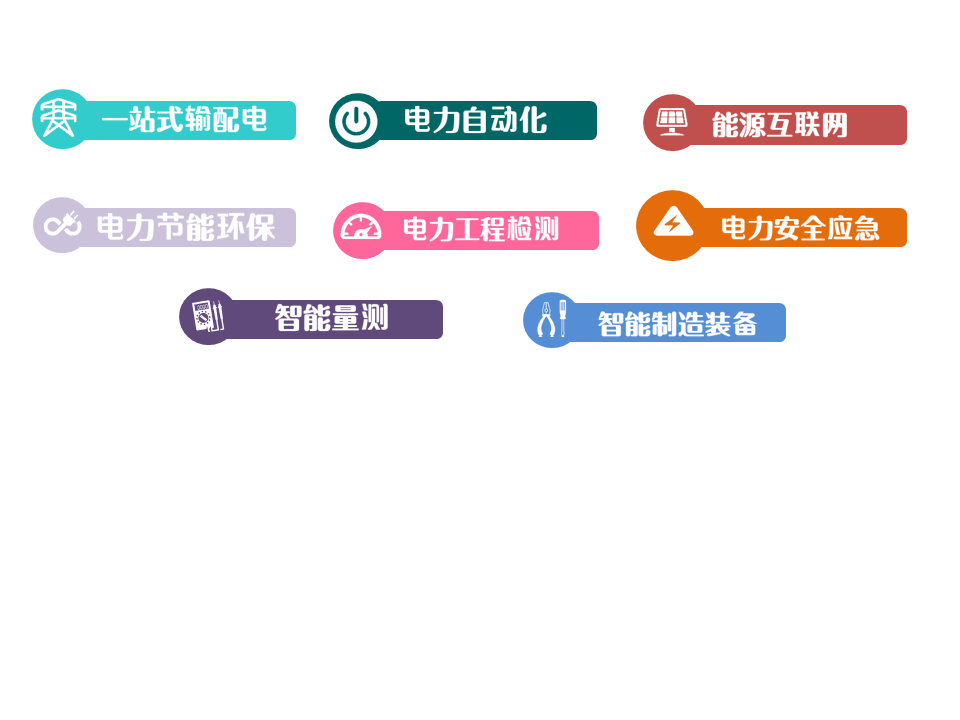 一站式输配电
电力自动化
能源互联网
电力节能环保
电力工程检测
电力安全应急
智能量测
智能制造装备